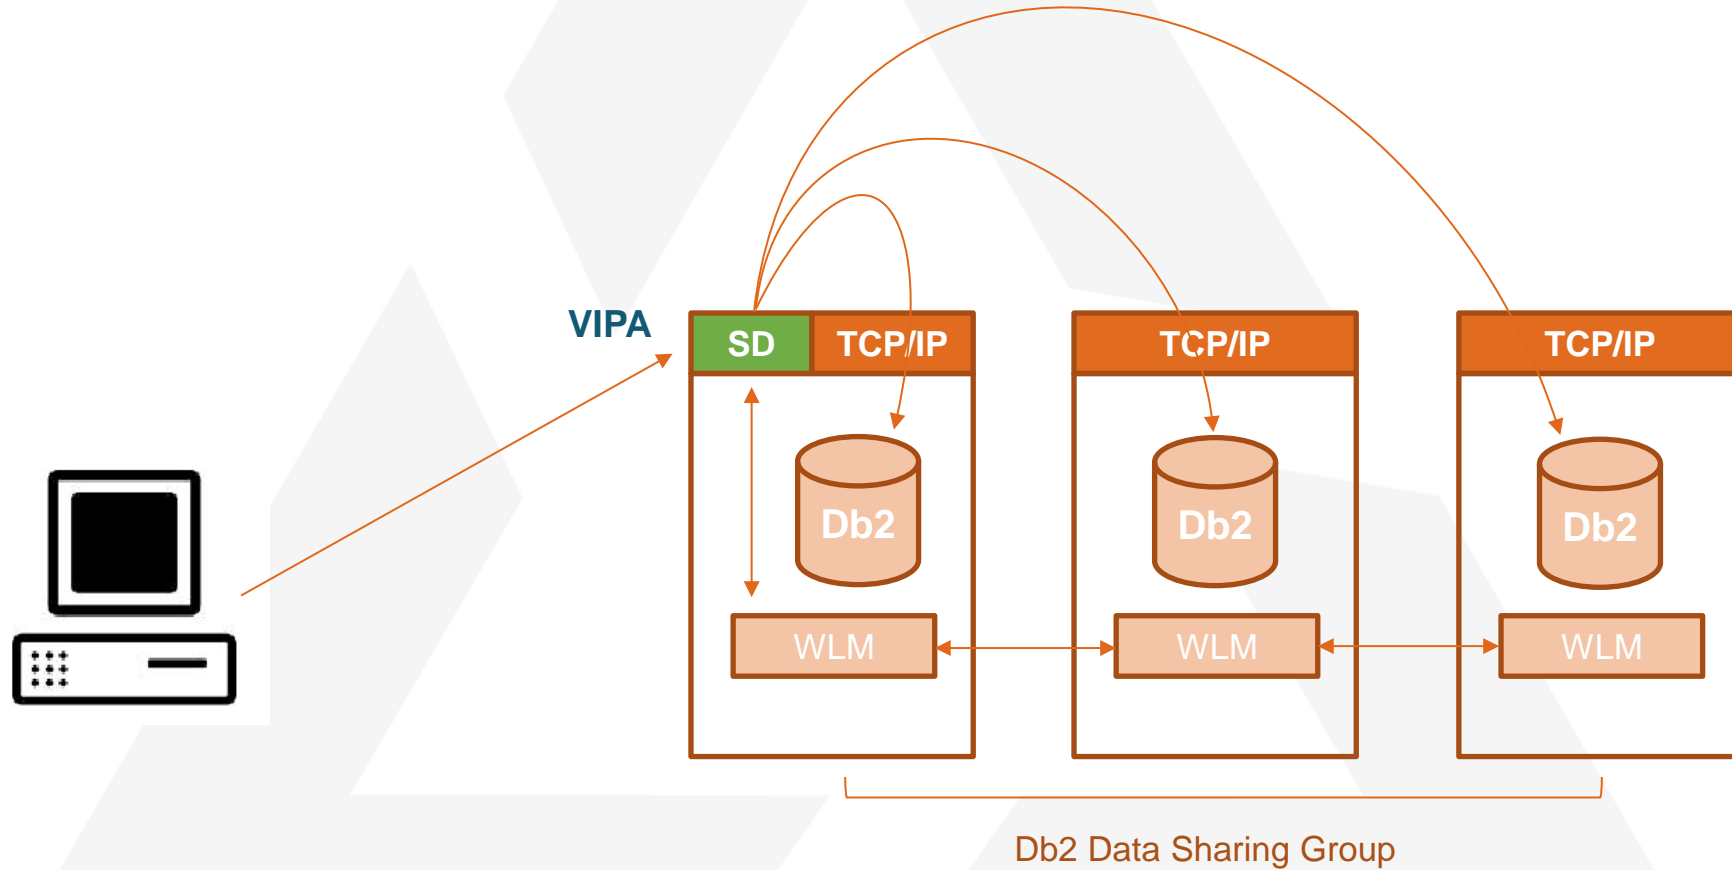 VIPA
SD
TCP/IP
TCP/IP
TCP/IP
Db2
Db2
Db2
WLM
WLM
WLM
Db2 Data Sharing Group